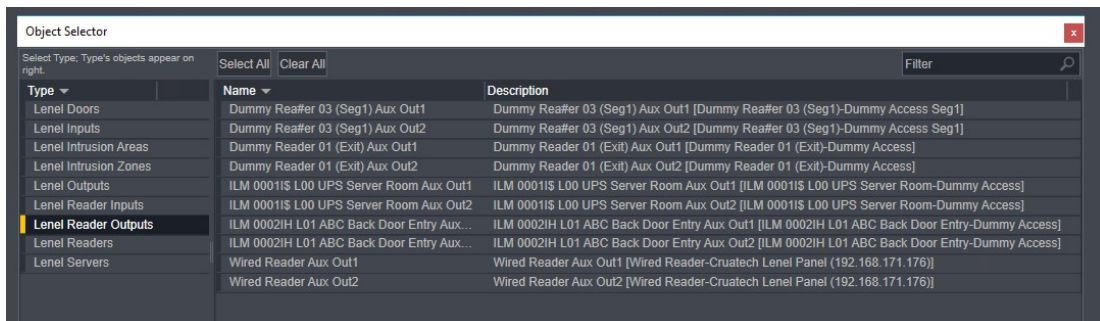 Object Selector
x
Select Type; Type's objects appear on
right.
Select All Clear All
Filter
Type
Name Description
Lenel Doors
Dummy Rea#er 03 (Seg1) Aux Out1 Dummy Rea#er 03 (Seg1) Aux Out1 [Dummy Rea#er 03 (Seg1)-Dummy Access Seg1]
Lenel Inputs
Dummy Rea#er 03 (Seg1) Aux Out2 Dummy Rea#er 03 (Seg1) Aux Out2 [Dummy Rea#er 03 (Seg1)-Dummy Access Seg1]
Lenel Intrusion Areas
Dummy Reader 01 (Exit) Aux Out1 Dummy Reader 01 (Exit) Aux Out1 [Dummy Reader 01 (Exit)-Dummy Access]
Lenel Intrusion Zones
Dummy Reader 01 (Exit) Aux Out2 Dummy Reader 01 (Exit) Aux Out2 [Dummy Reader 01 (Exit)-Dummy Access]
Lenel Outputs
ILM 0001I$ L00 UPS Server Room Aux Out1 ILM 0001I$ L00 UPS Server Room Aux Out1 [ILM 0001I$ L00 UPS Server Room-Dummy Access]
Lenel Reader Inputs
ILM 0001I$ L00 UPS Server Room Aux Out2 ILM 0001I$ L00 UPS Server Room Aux Out2 [ILM 0001I$ L00 UPS Server Room-Dummy Access]
Lenel Reader Outputs
ILM 0002IH L01 ABC Back Door Entry Aux... ILM 0002IH L01 ABC Back Door Entry Aux Out1 [ILM 0002IH L01 ABC Back Door Entry-Dummy Access]
Lenel Readers
ILM 0002IH L01 ABC Back Door Entry Aux... ILM 0002IH L01 ABC Back Door Entry Aux Out2 [ILM 0002IH L01 ABC Back Door Entry-Dummy Access]
Lenel Servers
Wired Reader Aux Out1 Wired Reader Aux Out1 [Wired Reader-Cruatech Lenel Panel (192.168.171.176)]
Wired Reader Aux Out2 Wired Reader Aux Out2 [Wired Reader-Cruatech Lenel Panel (192.168.171.176)]